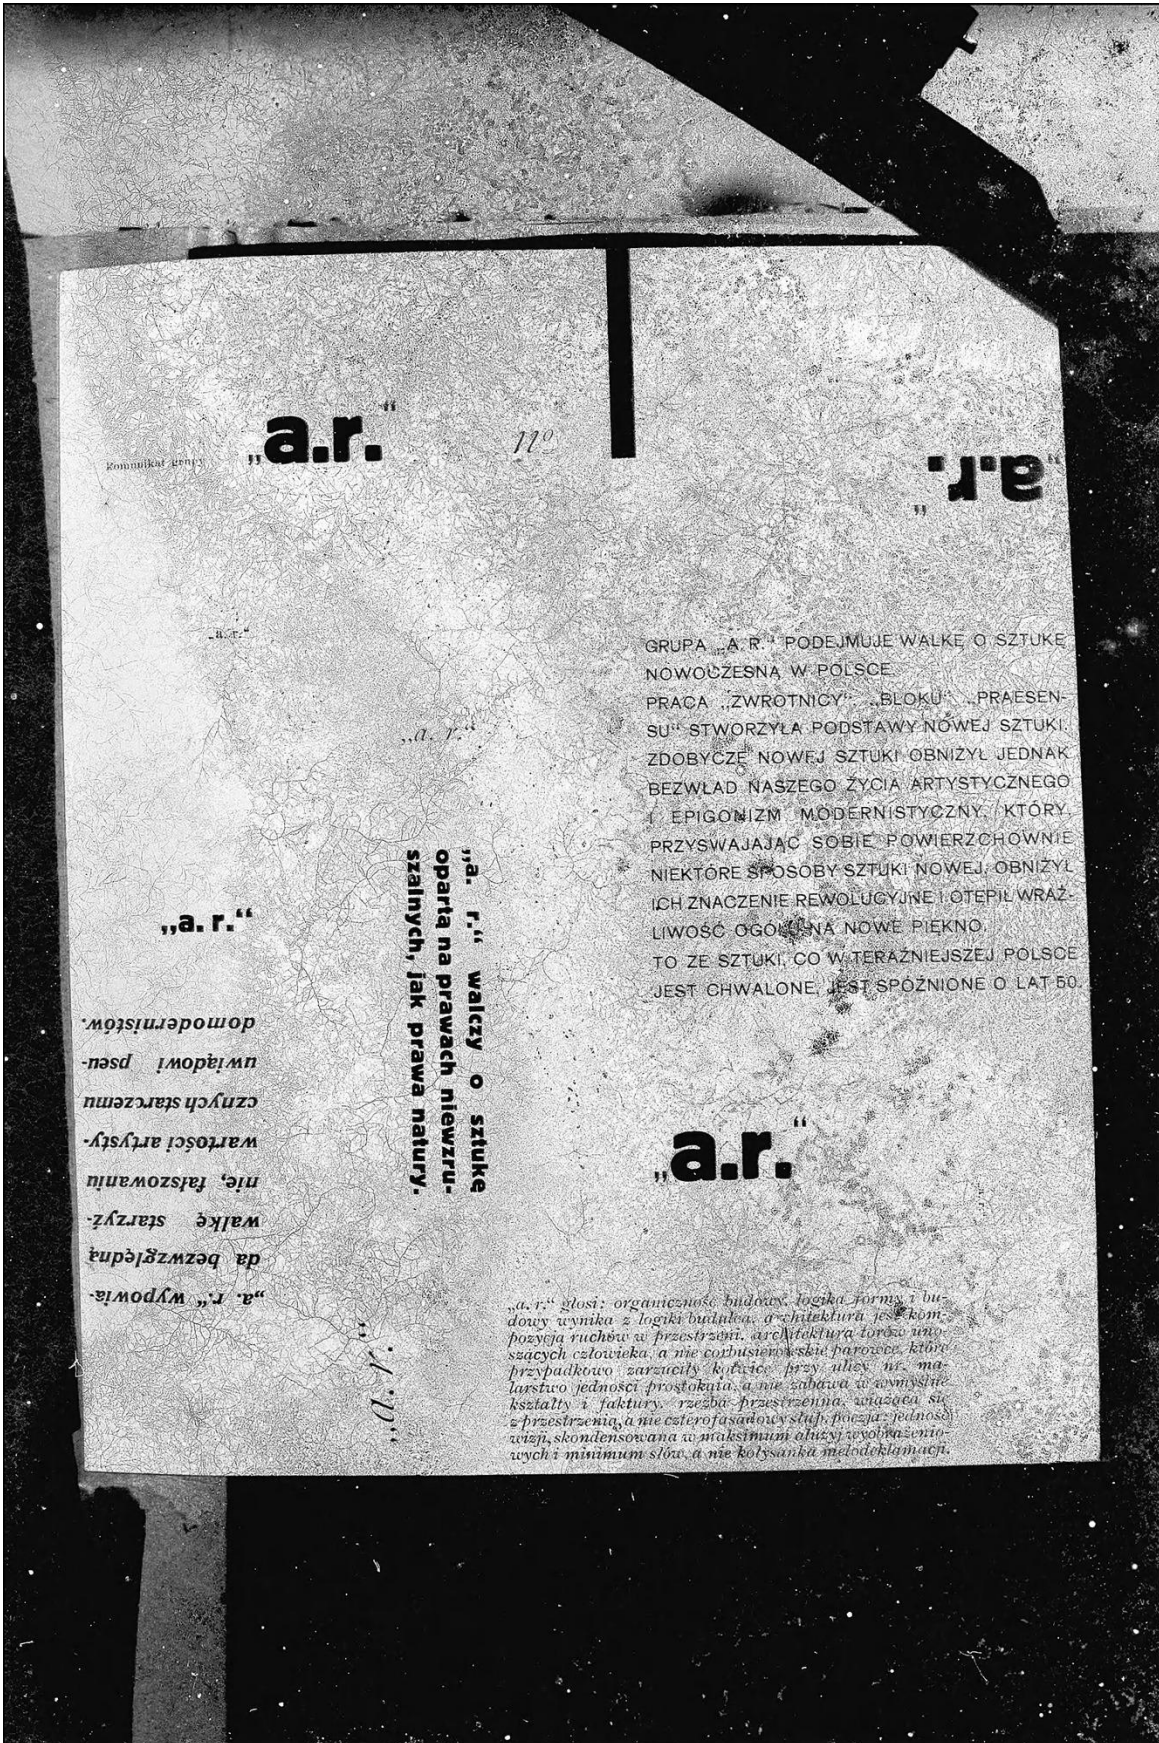 Komunikat grupy
„a.r.“
nº
„a.r.“
„a. r.“
„a. r.“
GRUPA „A. R.“ PODEJMUJE WALKĘ O SZTUKĘ
NOWOCZESNĄ W POLSCE.
PRACA „ZWROTNICY“ „BLOKU“ „PRAESEN-
SU“ STWORZYŁA PODSTAWY NOWEJ SZTUKI.
ZDOBYCZE NOWEJ SZTUKI OBNIŻYŁ JEDNAK
BEZWŁAD NASZEGO ŻYCIA ARTYSTYCZNEGO
I EPIGONIZM MODERNISTYCZNY, KTÓRY,
PRZYSWAJAJĄC SOBIE POWIERZCHOWNIE
NIEKTÓRE SPOSOBY SZTUKI NOWEJ, OBNIŻYŁ
ICH ZNACZENIE REWOLUCYJNE I OTĘPIŁ WRAŻ-
LIWOŚĆ OGÓŁU NA NOWE PIĘKNO.
TO ZE SZTUKI, CO W TERAŹNIEJSZEJ POLSCE
JEST CHWALONE, JEST SPÓŹNIONE O LAT 50.
„a. r.“ walczy o sztukę
opartą na prawach niewzru-
szalnych, jak prawa natury.
„a. r.“
„a. r.“ wypowia-
da bezwzględną
walkę starzyź-
nie, fałszowaniu
wartości artysty-
cznych starczemu
uwiądowi pseu-
domodernistów.
„a.r.“
„a. r.“
„a. r.“ głosi: organiczność budowy, logika formy i bu-
dowy wynika z logiki budulca, architektura jest kom-
pozycją ruchów w przestrzeni, architektura torów uno-
szących człowieka, a nie corbusierowskie parowce, które
przypadkowo zarzuciły kotwice przy ulicy nr. ma-
larstwo jedności prostokąta, a nie zabawa w wymyślne
kształty i faktury. rzeźba przestrzenna, wiążąca się
z przestrzenią, a nie czterofasadowy słup, poezja: jedność
wizji, skondensowana w maksimum aluzyj wyobrażenio-
wych i minimum słów, a nie kołysanka melodeklamacji.